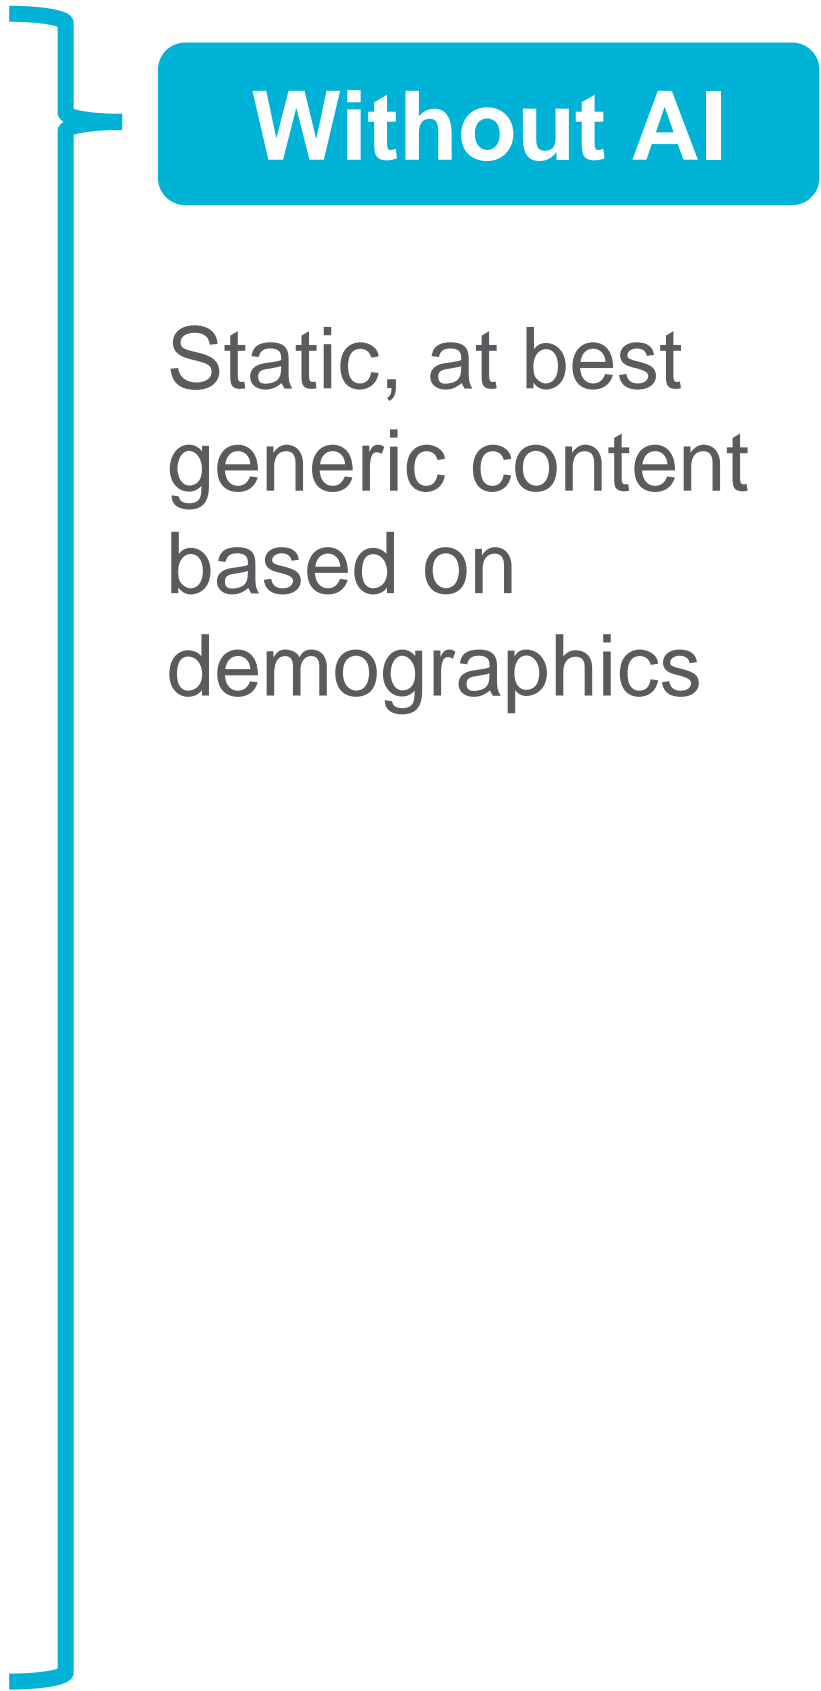 Without AI
Static, at best
generic content
based on
demographics